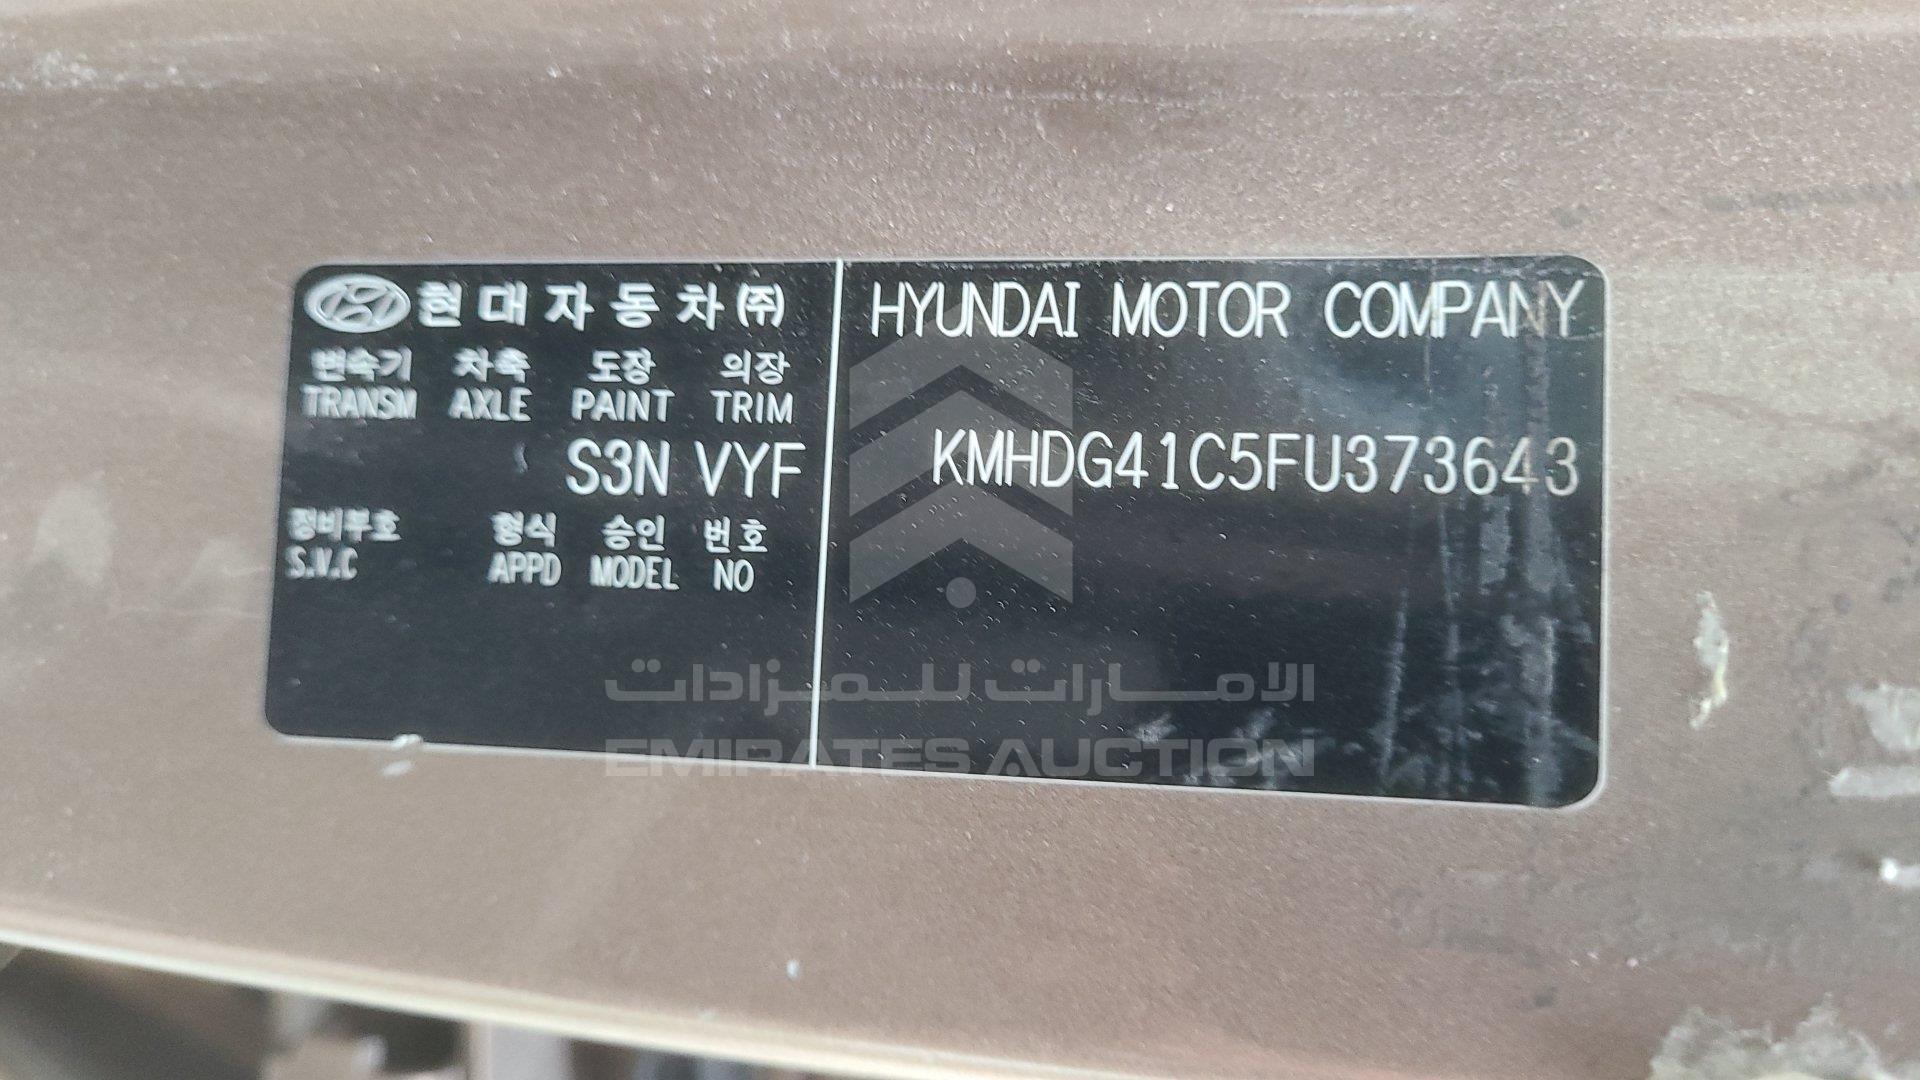 현대자동차(주)
변속기 차축 도장 의장
TRANSM AXLE PAINT TRIM
S3N VYF
정비부호 형식 승인 번호
S.V.C APPD MODEL NO
HYUNDAI MOTOR COMPANY
KMHDG41C5FU373643
الامارات للمزادات
EMIRATES AUCTION